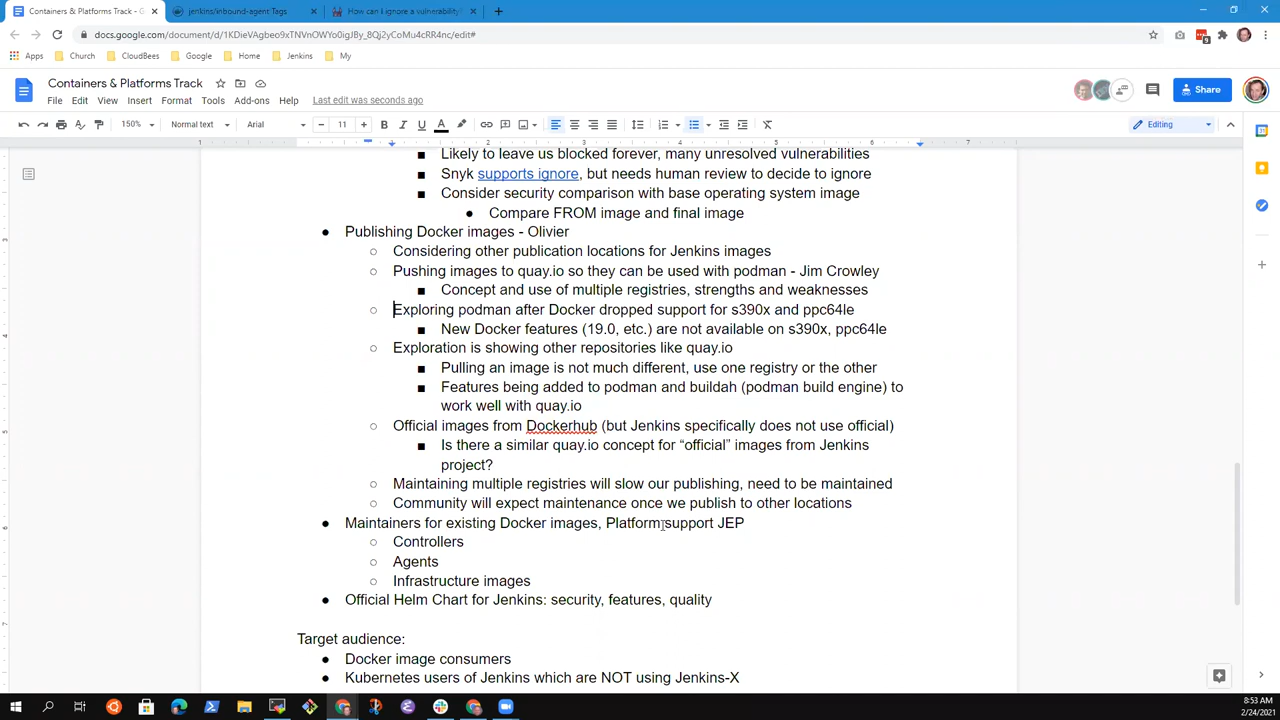 Containers & Platforms Track - G
jenkins/inbound-agent Tags
How can I ignore a vulnerability
docs.google.com/document/d/1KDieVAgbeo9xTNVnOWYo0igJBy_8Qj2yCoMu4cRR4nc/edit#
9
Apps
Church
CloudBees
Google
Home
Jenkins
My
Containers & Platforms Track
File Edit View Insert Format Tools Add-ons Help Last edit was seconds ago
Share
150% Normal text Arial 11 Editing
1 1 2 3 4 5 6 7
Likely to leave us blocked forever, many unresolved vulnerabilities
Snyk supports ignore, but needs human review to decide to ignore
Consider security comparison with base operating system image
Compare FROM image and final image
Publishing Docker images - Olivier
Considering other publication locations for Jenkins images
Pushing images to quay.io so they can be used with podman - Jim Crowley
Concept and use of multiple registries, strengths and weaknesses
Exploring podman after Docker dropped support for s390x and ppc64le
New Docker features (19.0, etc.) are not available on s390x, ppc64le
Exploration is showing other repositories like quay.io
Pulling an image is not much different, use one registry or the other
Features being added to podman and buildah (podman build engine) to
work well with quay.io
Official images from Dockerhub (but Jenkins specifically does not use official)
Is there a similar quay.io concept for “official” images from Jenkins
project?
Maintaining multiple registries will slow our publishing, need to be maintained
Community will expect maintenance once we publish to other locations
Maintainers for existing Docker images, Platform support JEP
Controllers
Agents
Infrastructure images
Official Helm Chart for Jenkins: security, features, quality
Target audience:
Docker image consumers
Kubernetes users of Jenkins which are NOT using Jenkins-X
8:53 AM
2/24/2021